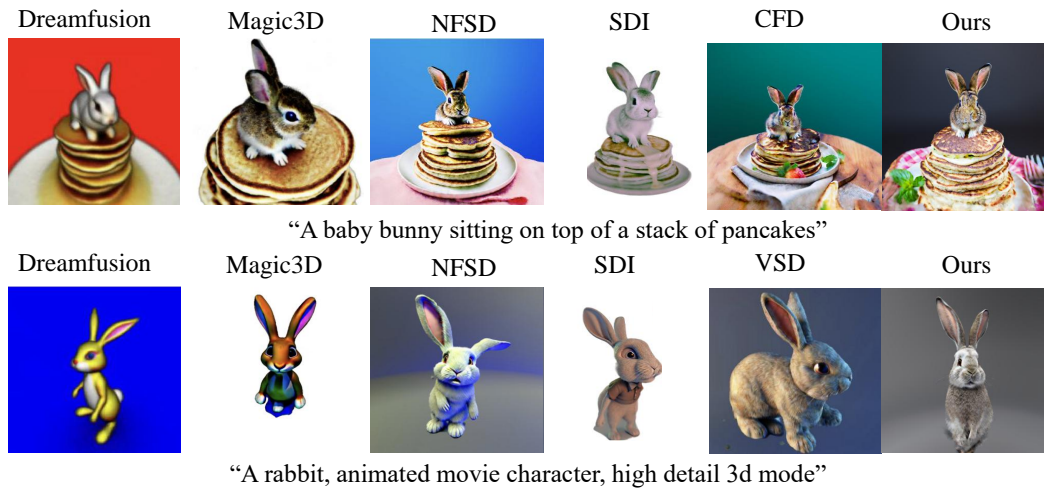 Dreamfusion Magic3D NFSD SDI CFD Ours
“A baby bunny sitting on top of a stack of pancakes”
Dreamfusion Magic3D NFSD SDI VSD Ours
“A rabbit, animated movie character, high detail 3d mode”